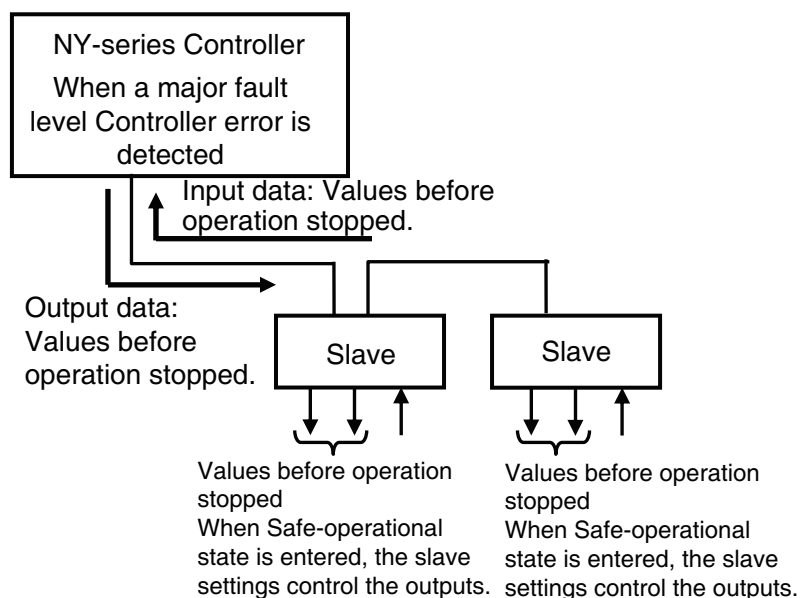 NY-series Controller
When a major fault
level Controller error is
detected
Input data: Values before
operation stopped.
Output data:
Values before
operation stopped.
Slave
Slave
Values before operation
stopped
When Safe-operational
state is entered, the slave
settings control the outputs.
Values before operation
stopped
When Safe-operational
state is entered, the slave
settings control the outputs.